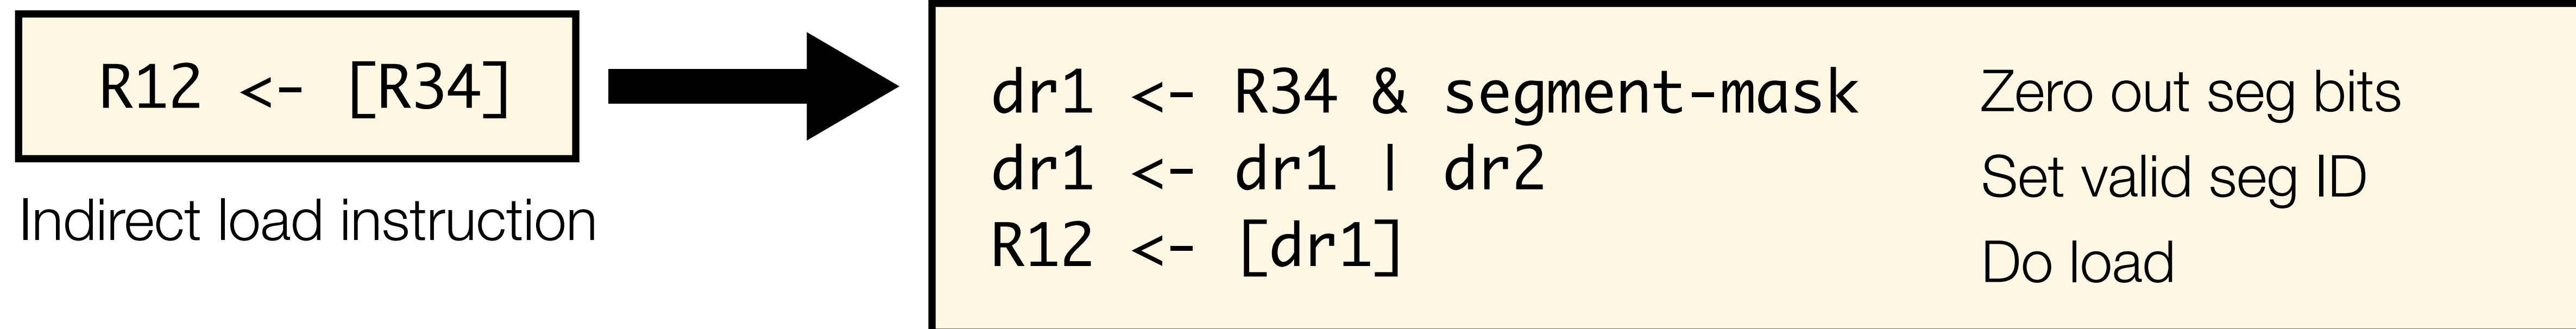 R12 <- [R34]
Indirect load instruction
dr1 <- R34 & segment-mask Zero out seg bits
dr1 <- dr1 | dr2 Set valid seg ID
R12 <- [dr1] Do load